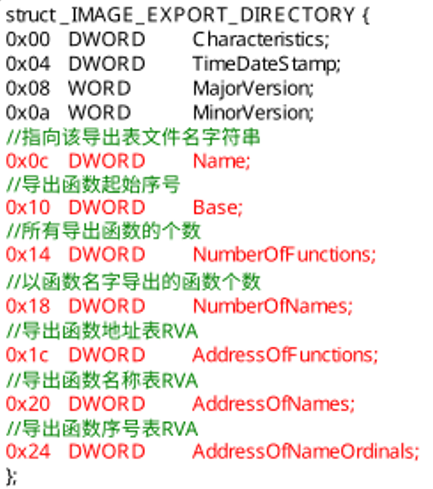 struct _IMAGE_EXPORT_DIRECTORY {
0x00 DWORD Characteristics;
0x04 DWORD TimeDateStamp;
0x08 WORD MajorVersion;
0x0a WORD MinorVersion;
//指向该导出表文件名字符串
0x0c DWORD Name;
//导出函数起始序号
0x10 DWORD Base;
//所有导出函数的个数
0x14 DWORD NumberOfFunctions;
//以函数名字导出的函数个数
0x18 DWORD NumberOfNames;
//导出函数地址表RVA
0x1c DWORD AddressOfFunctions;
//导出函数名称表RVA
0x20 DWORD AddressOfNames;
//导出函数序号表RVA
0x24 DWORD AddressOfNameOrdinals;
};